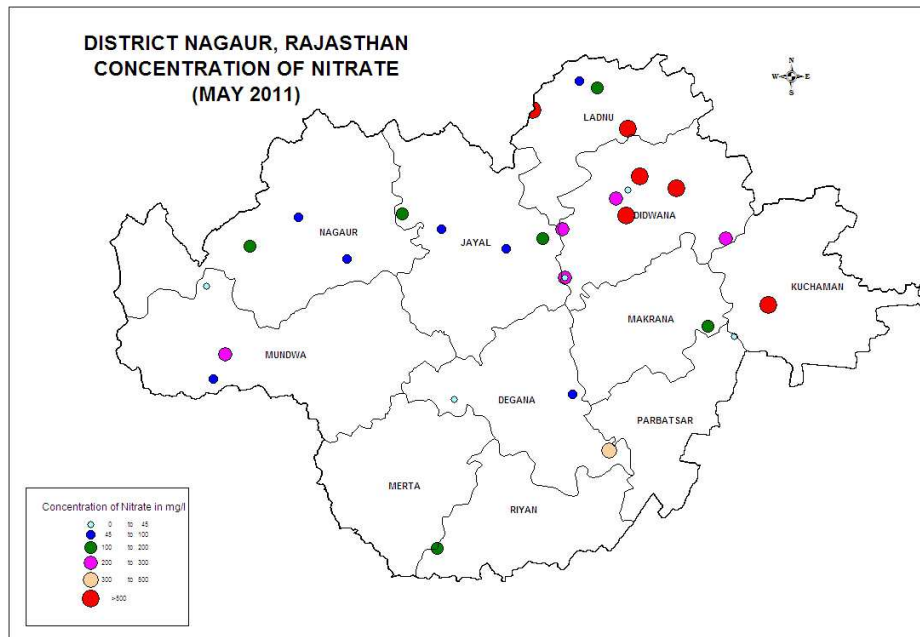 DISTRICT NAGAUR, RAJASTHAN
CONCENTRATION OF NITRATE
(MAY 2011)
N
W E
S
LADNU
DIDWANA
NAGAUR
JAYAL
KUCHAMAN
MAKRANA
MUNDWA
DEGANA
PARBATSAR
MERTA
RIYAN
Concentration of Nitrate in mg/l
0 to 45
45 to 100
100 to 200
200 to 300
300 to 500
>500